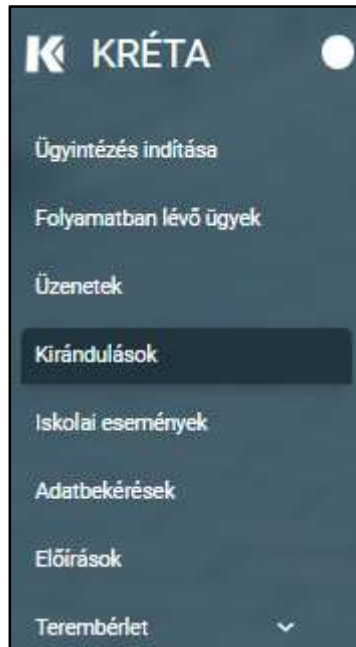 KRÉTA
Ügyintézés indítása
Folyamatban lévő ügyek
Üzenetek
Kirándulások
Iskolai események
Adatbekérések
Előírások
Terembérlet